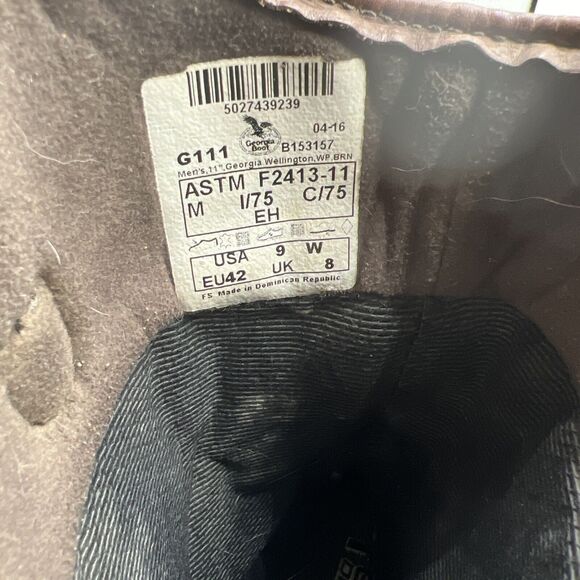 5027439239
04-16
G111 Georgia Boot B153157
Men's,11",Georgia Wellington,WP,BRN
ASTM F2413-11
M I/75 C/75
EH
USA 9 W
EU42 UK 8
FS Made in Dominican Republic